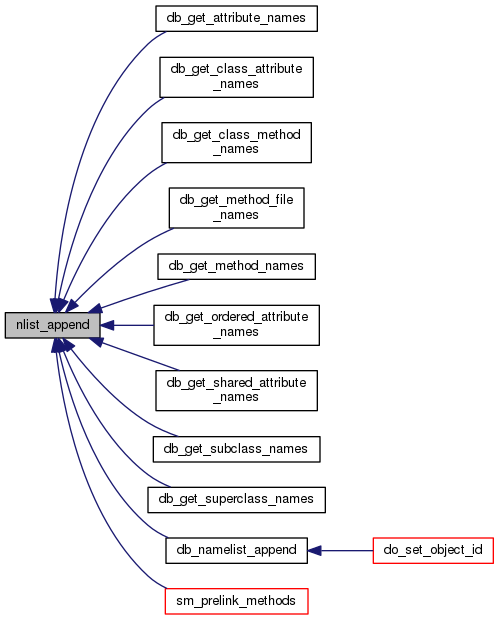 db_get_attribute_names
db_get_class_attribute
_names
db_get_class_method
_names
db_get_method_file
_names
db_get_method_names
nlist_append
db_get_ordered_attribute
_names
db_get_shared_attribute
_names
db_get_subclass_names
db_get_superclass_names
db_namelist_append
do_set_object_id
sm_prelink_methods